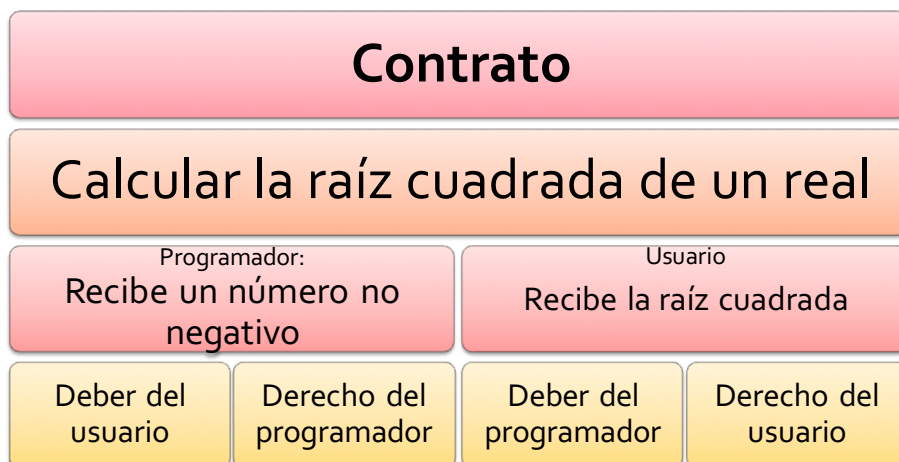 Contrato
Calcular la raíz cuadrada de un real
Programador:
Recibe un número no
negativo
Usuario
Recibe la raíz cuadrada
Deber del
usuario
Derecho del
programador
Deber del
programador
Derecho del
usuario